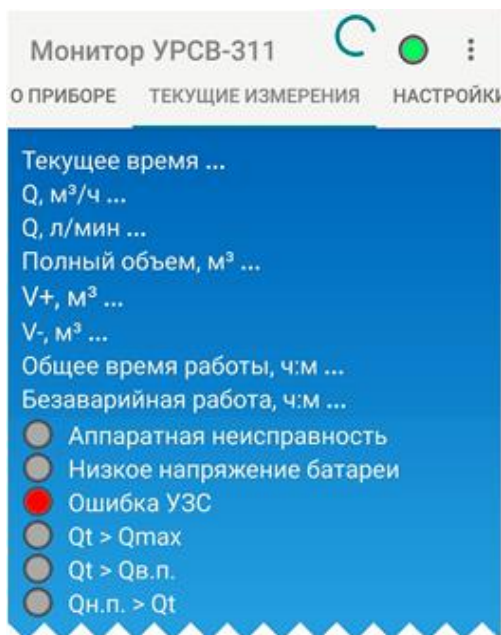 Монитор УРСВ-311
О ПРИБОРЕ ТЕКУЩИЕ ИЗМЕРЕНИЯ НАСТРОЙКИ
Текущее время ...
Q, м³/ч ...
Q, л/мин ...
Полный объем, м³ ...
V+, м³ ...
V-, м³ ...
Общее время работы, ч:м ...
Безаварийная работа, ч:м ...
Аппаратная неисправность
Низкое напряжение батареи
Ошибка УЗС
Qt > Qmax
Qt > Qв.п.
Qн.п. > Qt